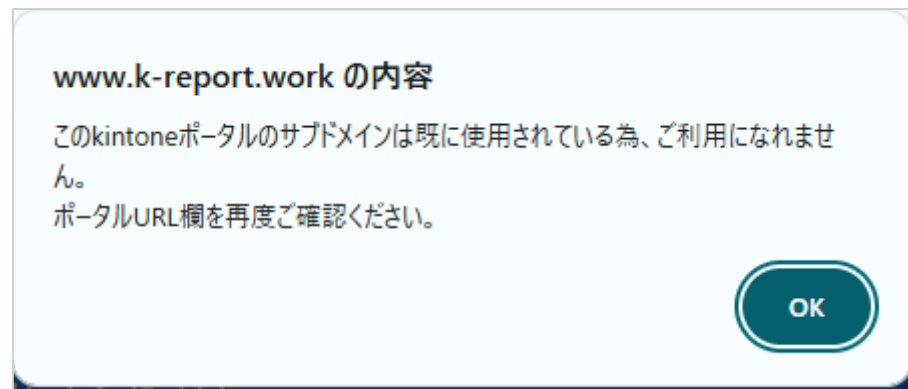 www.k-report.work の内容
このkintoneポータルのサブドメインは既に使用されている為、ご利用になれませ
ん。
ポータルURL欄を再度ご確認ください。
OK